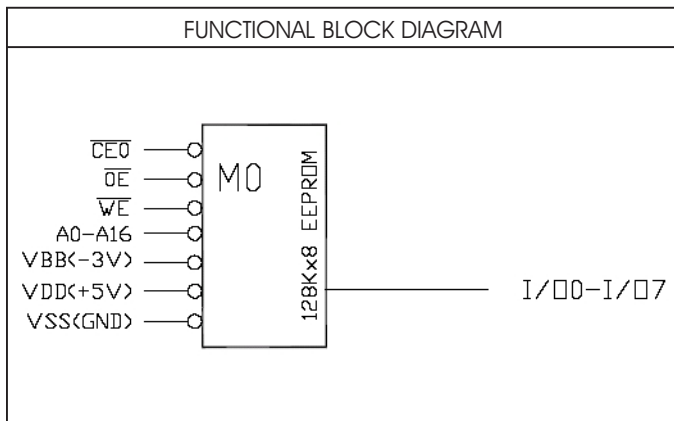 FUNCTIONAL BLOCK DIAGRAM
CE0
OE
WE
A0-A16
VBB(-3V)
VDD(+5V)
VSS(GND)
M0
128Kx8 EEPROM
I/O0-I/O7